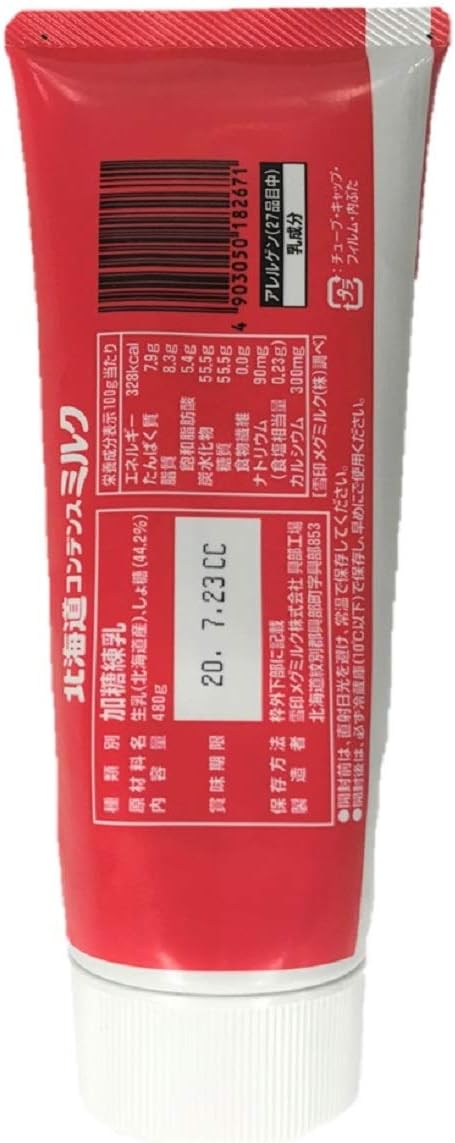 北海道コンデンスミルク
種類別 加糖練乳
原材料名 生乳(北海道産)、しょ糖(44.2%)
内容量 480g
賞味期限 20. 7.23CC
保存方法 枠外下部に記載
製造者 雪印メグミルク株式会社 興部工場
北海道紋別郡興部町字興部853
●開封前は、直射日光を避け、常温で保存してください。
●開封後は、必ず冷蔵庫(10℃以下)で保存し、早めにご使用ください。
栄養成分表示100g当たり
エネルギー 328kcal
たんぱく質 7.9g
脂質 8.3g
飽和脂肪酸 5.4g
炭水化物 55.5g
糖質 55.5g
食物繊維 0.0g
ナトリウム 90mg
(食塩相当量 0.23g)
カルシウム 300mg
[雪印メグミルク(株)調べ]
4 903050 182671
アレルゲン(27品目中)
乳成分
プラ
:チューブ・キャップ・
フィルム・内ぶた